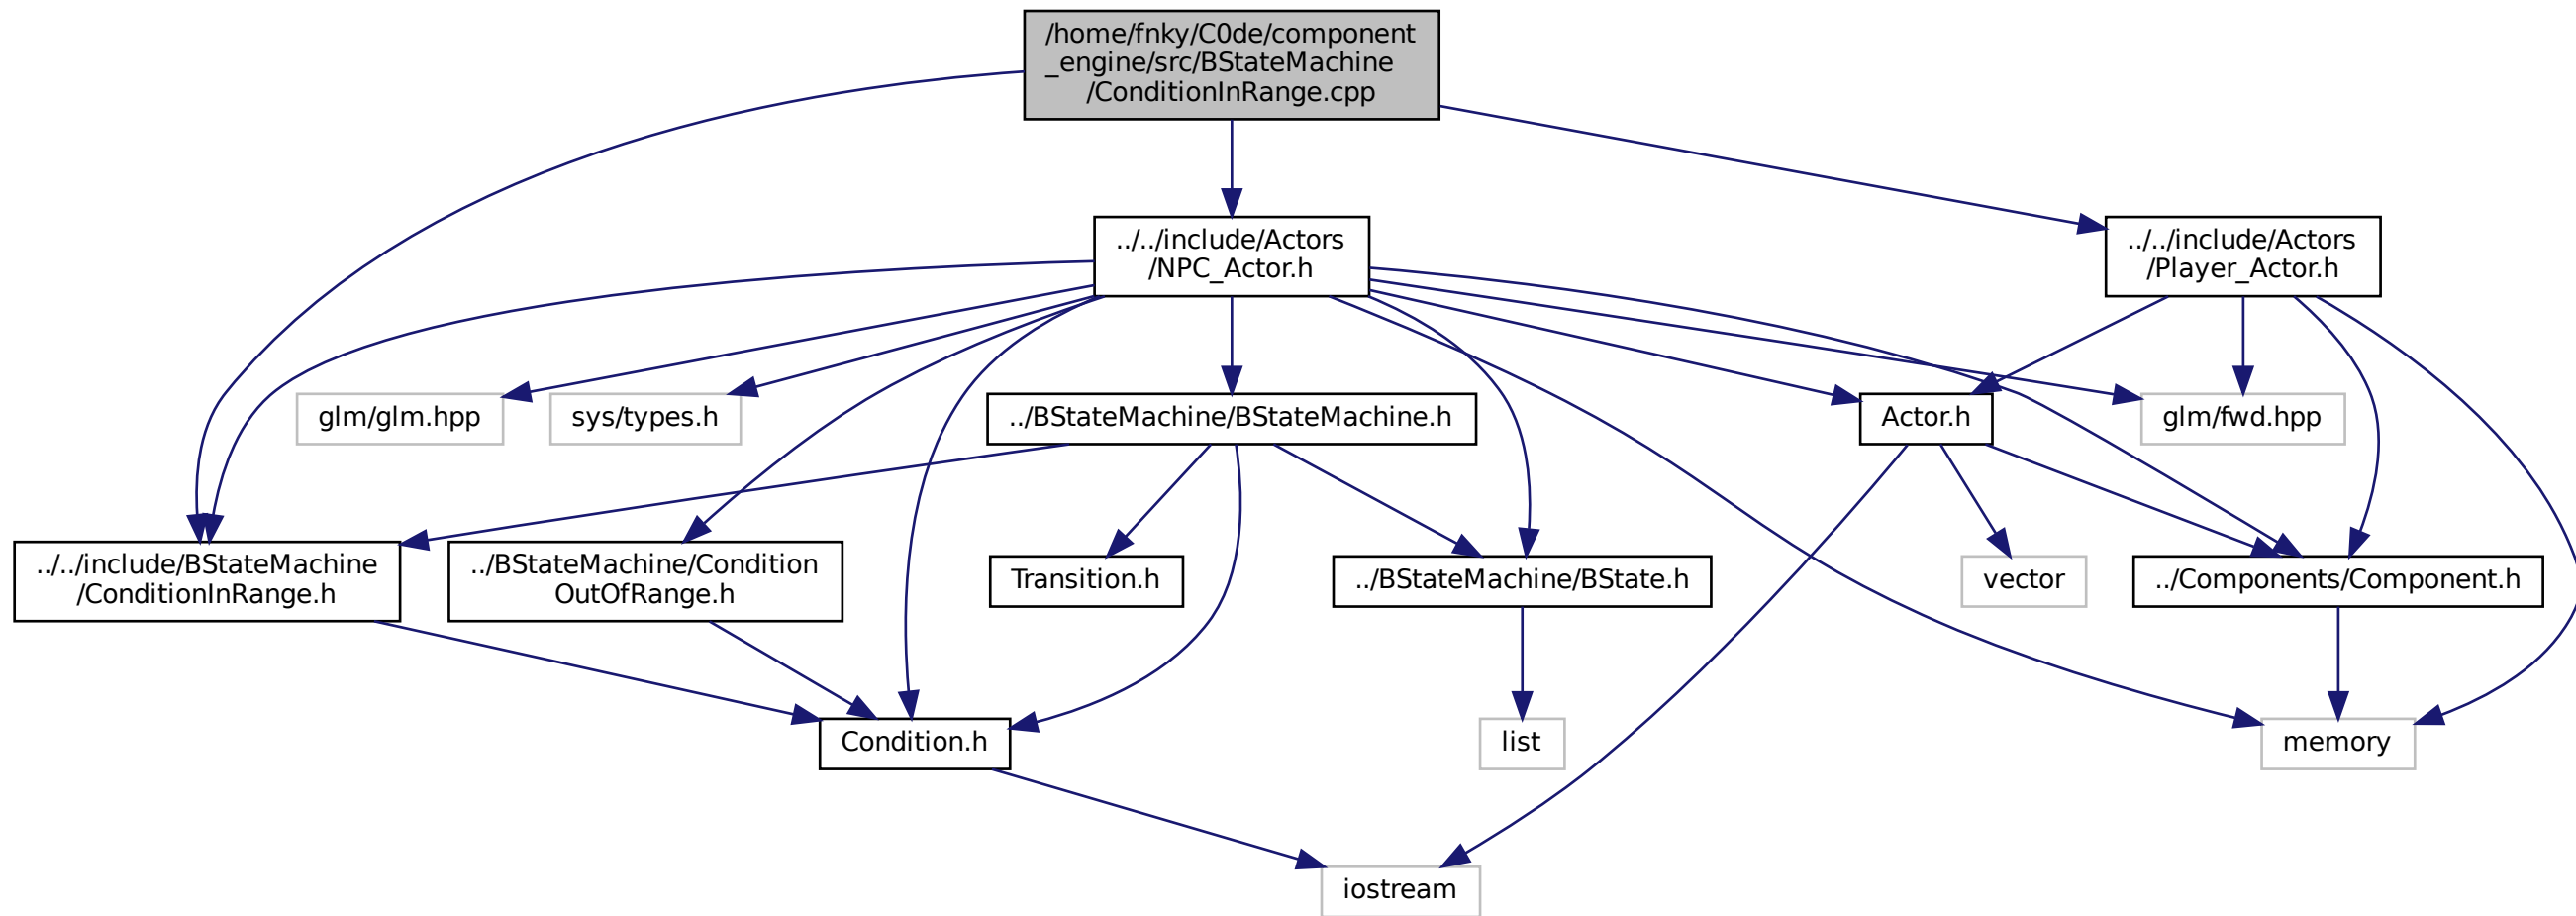 /home/fnky/C0de/component
_engine/src/BStateMachine
/ConditionInRange.cpp
../../include/Actors
/NPC_Actor.h
../../include/Actors
/Player_Actor.h
glm/glm.hpp
sys/types.h
../BStateMachine/BStateMachine.h
Actor.h
glm/fwd.hpp
../../include/BStateMachine
/ConditionInRange.h
../BStateMachine/Condition
OutOfRange.h
Transition.h
../BStateMachine/BState.h
vector
../Components/Component.h
Condition.h
list
memory
iostream